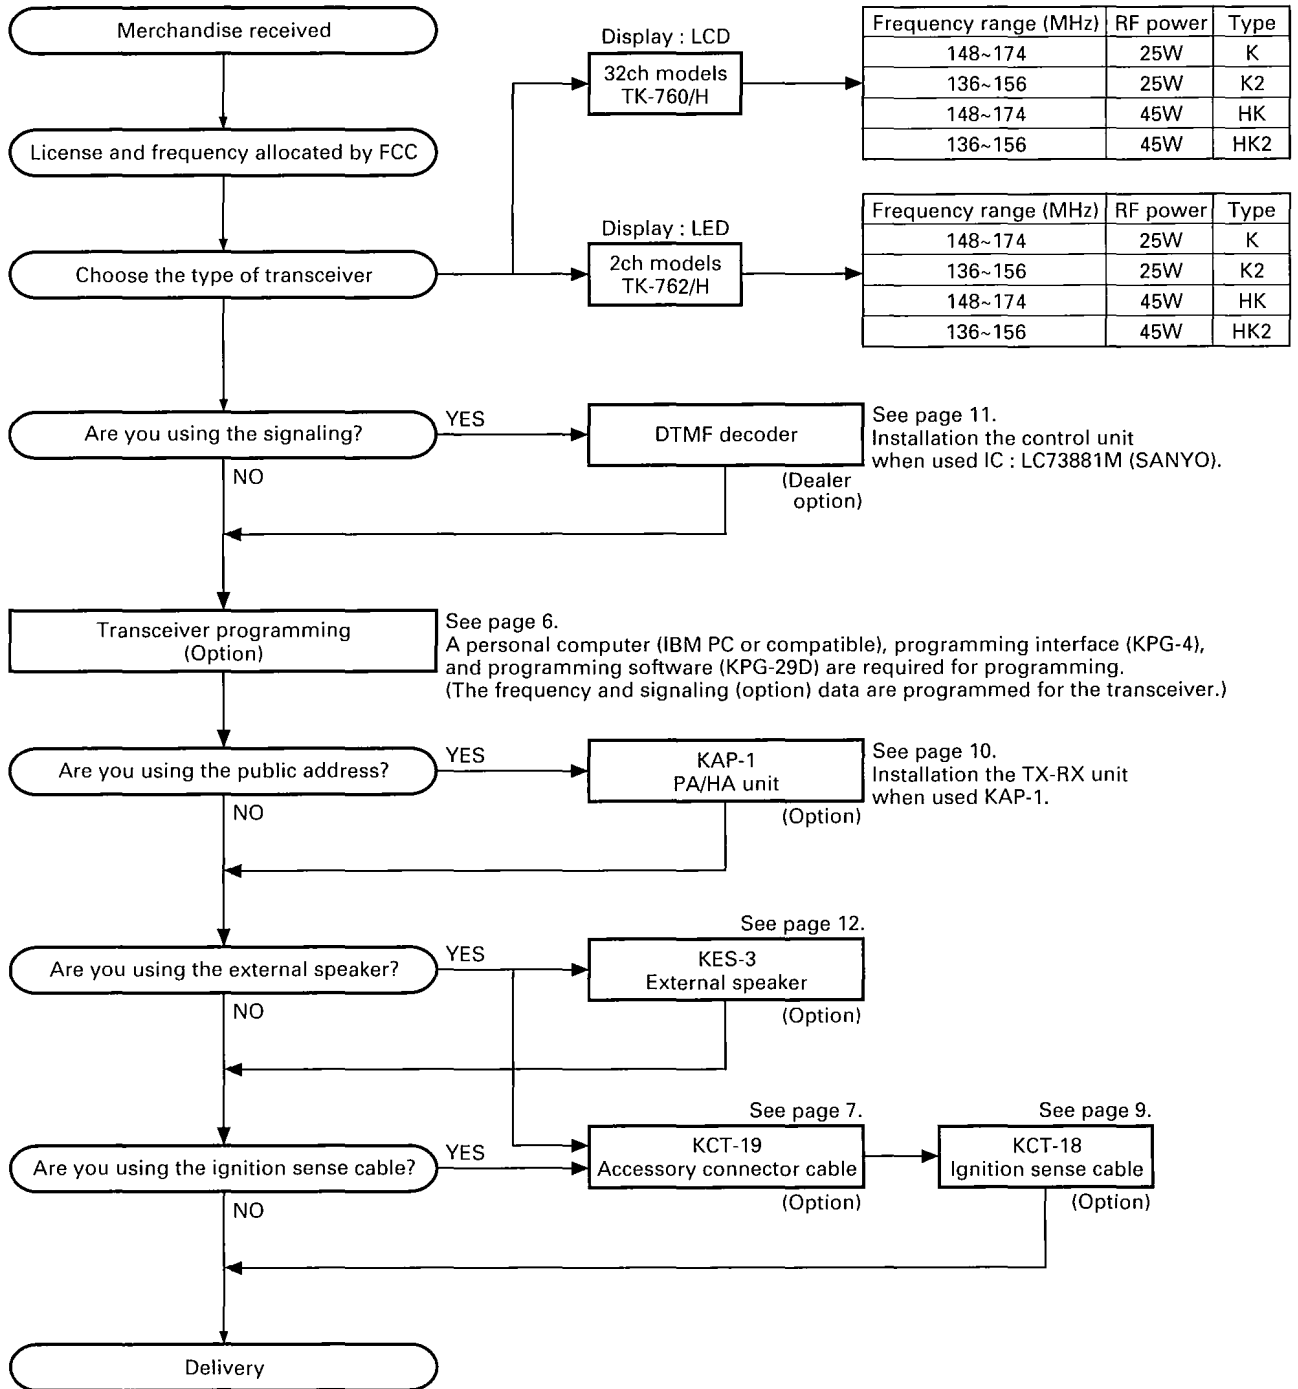 Merchandise received
License and frequency allocated by FCC
Choose the type of transceiver
Display : LCD
32ch models
TK-760/H
Frequency range (MHz) RF power Type
148~174 25W K
136~156 25W K2
148~174 45W HK
136~156 45W HK2
Display : LED
2ch models
TK-762/H
Frequency range (MHz) RF power Type
148~174 25W K
136~156 25W K2
148~174 45W HK
136~156 45W HK2
Are you using the signaling?
YES
NO
DTMF decoder
(Dealer
option)
See page 11.
Installation the control unit
when used IC : LC73881M (SANYO).
Transceiver programming
(Option)
See page 6.
A personal computer (IBM PC or compatible), programming interface (KPG-4),
and programming software (KPG-29D) are required for programming.
(The frequency and signaling (option) data are programmed for the transceiver.)
Are you using the public address?
YES
NO
KAP-1
PA/HA unit
(Option)
See page 10.
Installation the TX-RX unit
when used KAP-1.
Are you using the external speaker?
YES
NO
See page 12.
KES-3
External speaker
(Option)
Are you using the ignition sense cable?
YES
NO
See page 7.
KCT-19
Accessory connector cable
(Option)
See page 9.
KCT-18
Ignition sense cable
(Option)
Delivery